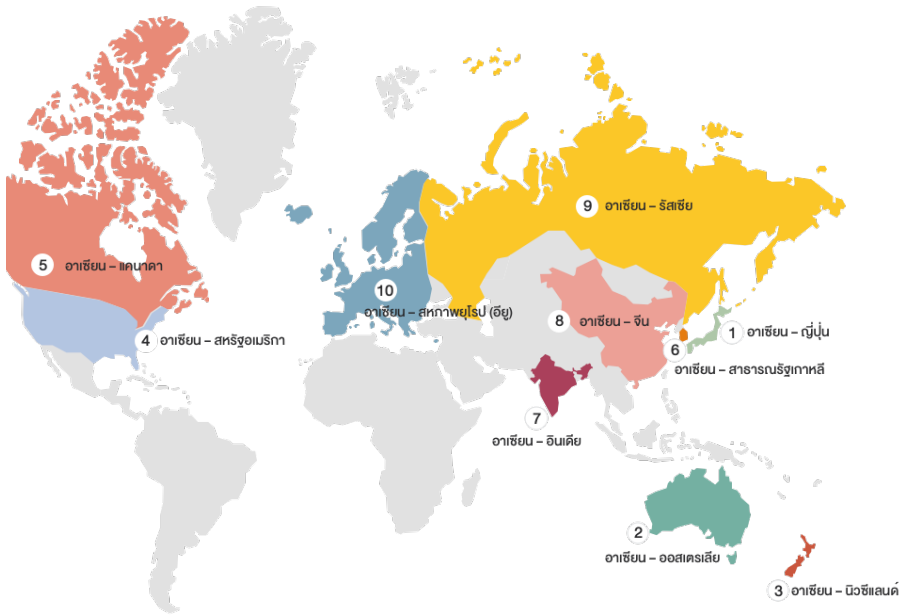 1 อาเซียน – ญี่ปุ่น
2 อาเซียน – ออสเตรเลีย
3 อาเซียน – นิวซีแลนด์
4 อาเซียน – สหรัฐอเมริกา
5 อาเซียน – แคนาดา
6 อาเซียน – สาธารณรัฐเกาหลี
7 อาเซียน – อินเดีย
8 อาเซียน – จีน
9 อาเซียน – รัสเซีย
10 อาเซียน – สหภาพยุโรป (อียู)